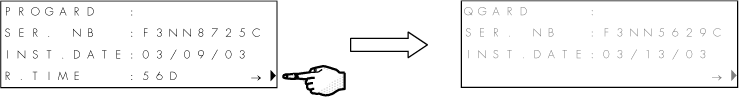 PROGARD :
SER. NB : F3NN8725C
INST.DATE:03/09/03
R.TIME :56D →
QGARD :
SER. NB : F3NN5629C
INST.DATE:03/13/03
→